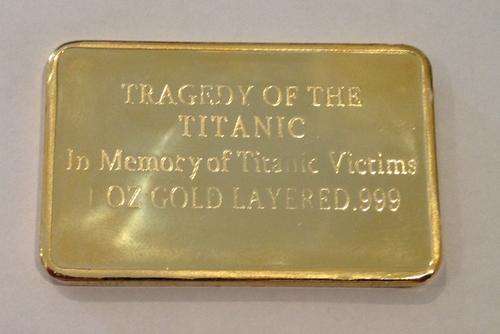 TRAGEDY OF THE
TITANIC
In Memory of Titanic Victims
1 OZ GOLD LAYERED.999